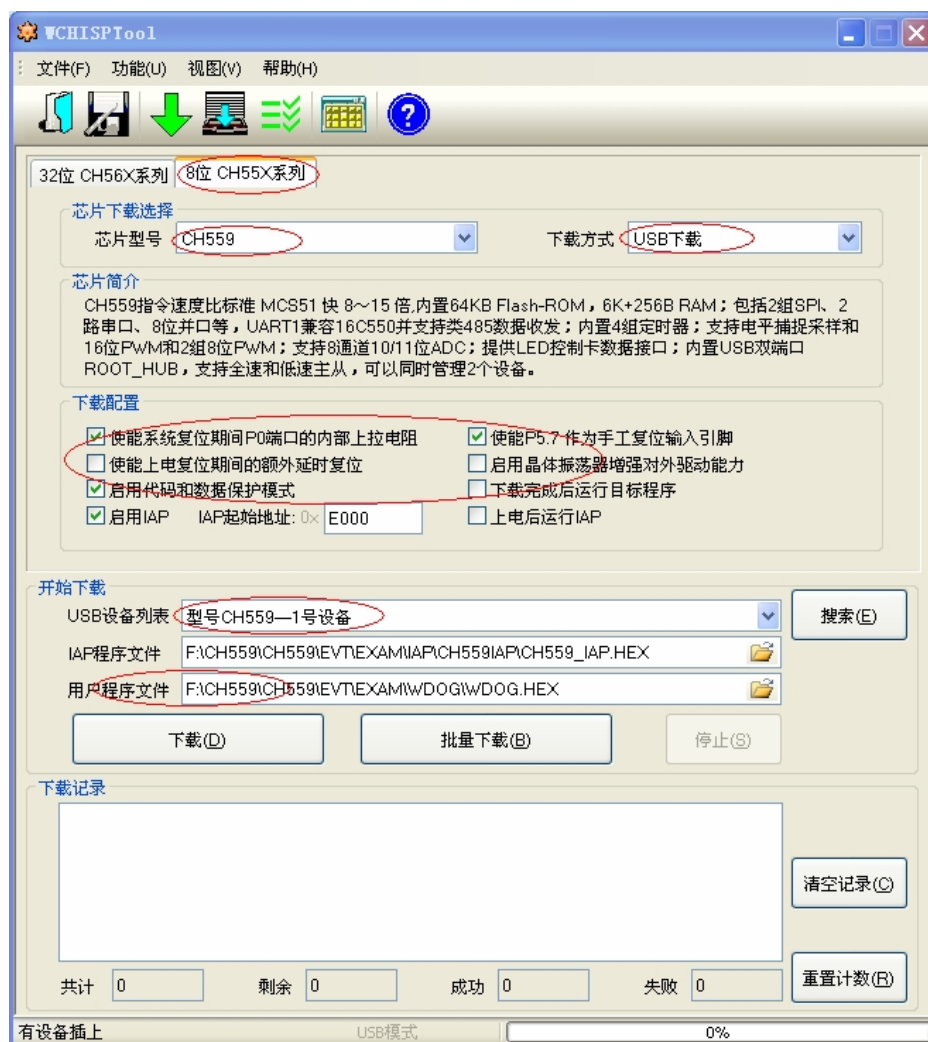 WCHISPTool
文件(F) 功能(U) 视图(V) 帮助(H)
32位 CH56X系列 8位 CH55X系列
芯片下载选择
芯片型号 CH559 下载方式 USB下载
芯片简介
CH559指令速度比标准 MCS51 快 8～15 倍,内置64KB Flash-ROM，6K+256B RAM；包括2组SPI、2
路串口、8位并口等，UART1兼容16C550并支持类485数据收发；内置4组定时器；支持电平捕捉采样和
16位PWM和2组8位PWM；支持8通道10/11位ADC；提供LED控制卡数据接口；内置USB双端口
ROOT_HUB，支持全速和低速主从，可以同时管理2个设备。
下载配置
使能系统复位期间P0端口的内部上拉电阻 使能P5.7 作为手工复位输入引脚
使能上电复位期间的额外延时复位 启用晶体振荡器增强对外驱动能力
启用代码和数据保护模式 下载完成后运行目标程序
启用IAP IAP起始地址: 0x E000 上电后运行IAP
开始下载
USB设备列表 型号CH559—1号设备 搜索(E)
IAP程序文件 F:\CH559\CH559\EVT\EXAM\IAP\CH559IAP\CH559_IAP.HEX
用户程序文件 F:\CH559\CH559\EVT\EXAM\WDOG\WDOG.HEX
下载(D) 批量下载(B) 停止(S)
下载记录
清空记录(C)
共计 0 剩余 0 成功 0 失败 0 重置计数(R)
有设备插上 USB模式 0%